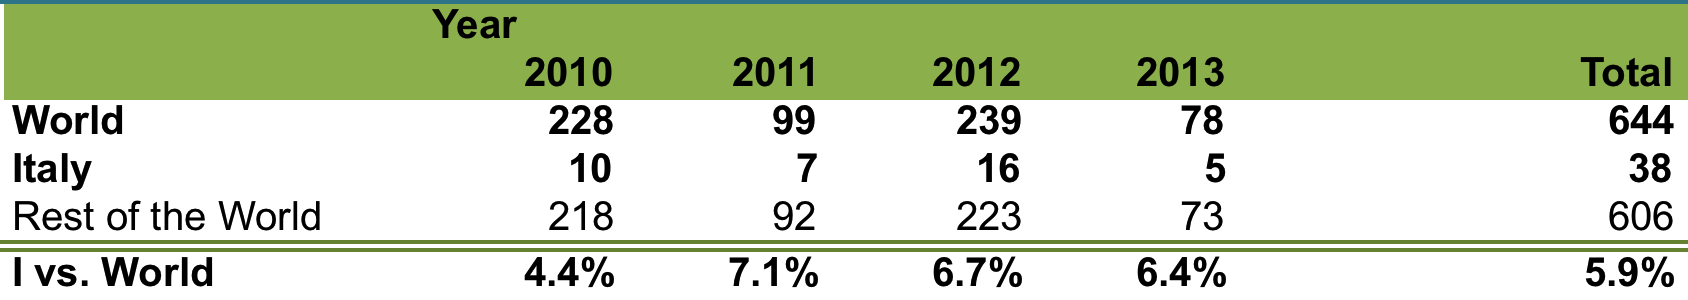 Year
2010 2011 2012 2013 Total
World 228 99 239 78 644
Italy 10 7 16 5 38
Rest of the World 218 92 223 73 606
I vs. World 4.4% 7.1% 6.7% 6.4% 5.9%